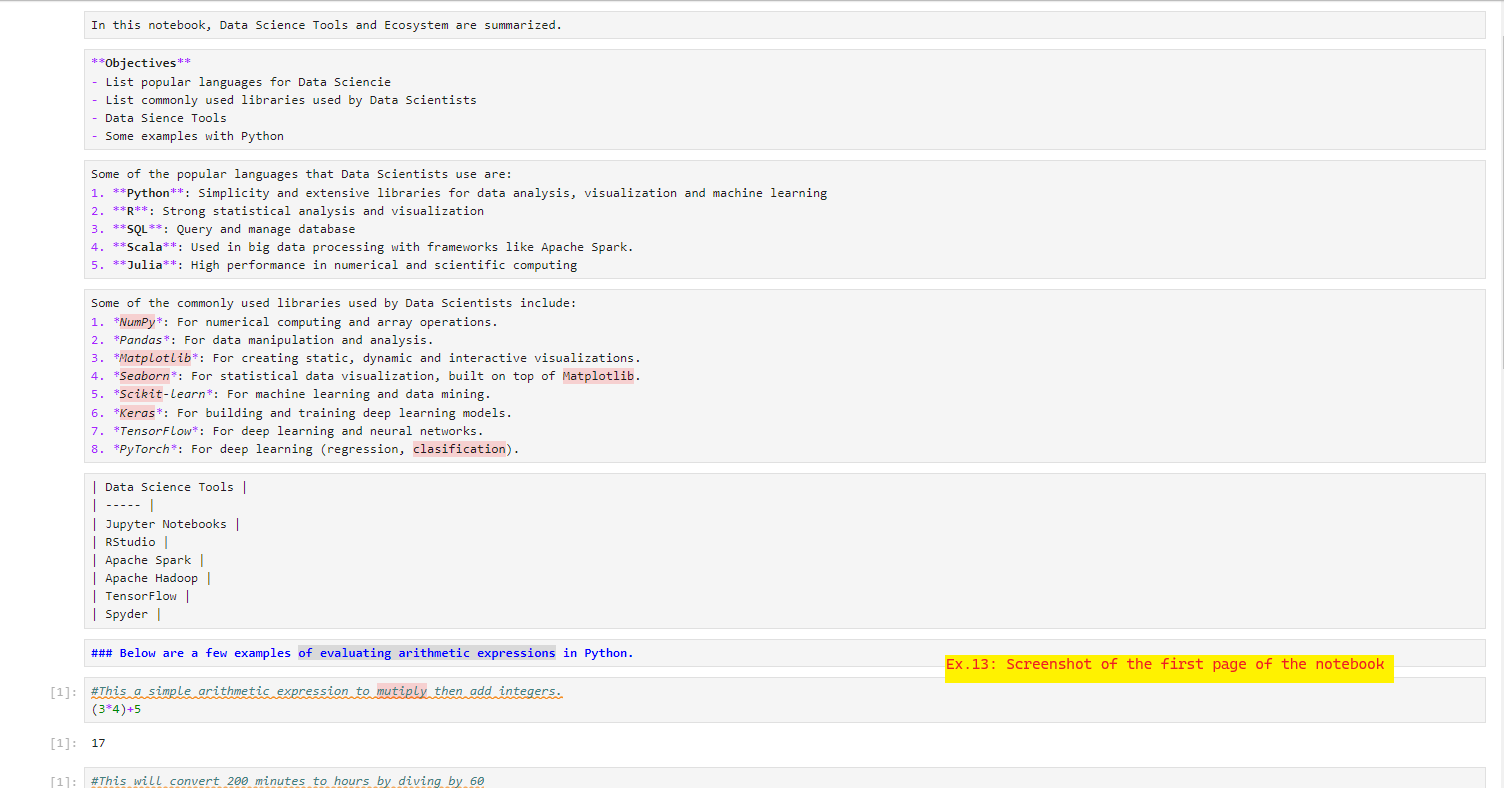 In this notebook, Data Science Tools and Ecosystem are summarized.
**Objectives**
- List popular languages for Data Sciencie
- List commonly used libraries used by Data Scientists
- Data Sience Tools
- Some examples with Python
Some of the popular languages that Data Scientists use are:
1. **Python**: Simplicity and extensive libraries for data analysis, visualization and machine learning
2. **R**: Strong statistical analysis and visualization
3. **SQL**: Query and manage database
4. **Scala**: Used in big data processing with frameworks like Apache Spark.
5. **Julia**: High performance in numerical and scientific computing
Some of the commonly used libraries used by Data Scientists include:
1. *NumPy*: For numerical computing and array operations.
2. *Pandas*: For data manipulation and analysis.
3. *Matplotlib*: For creating static, dynamic and interactive visualizations.
4. *Seaborn*: For statistical data visualization, built on top of Matplotlib.
5. *Scikit-learn*: For machine learning and data mining.
6. *Keras*: For building and training deep learning models.
7. *TensorFlow*: For deep learning and neural networks.
8. *PyTorch*: For deep learning (regression, clasification).
| Data Science Tools |
| ----- |
| Jupyter Notebooks |
| RStudio |
| Apache Spark |
| Apache Hadoop |
| TensorFlow |
| Spyder |
### Below are a few examples of evaluating arithmetic expressions in Python.
Ex.13: Screenshot of the first page of the notebook
[1]: #This a simple arithmetic expression to mutiply then add integers.
(3*4)+5
[1]: 17
[1]: #This will convert 200 minutes to hours by diving by 60